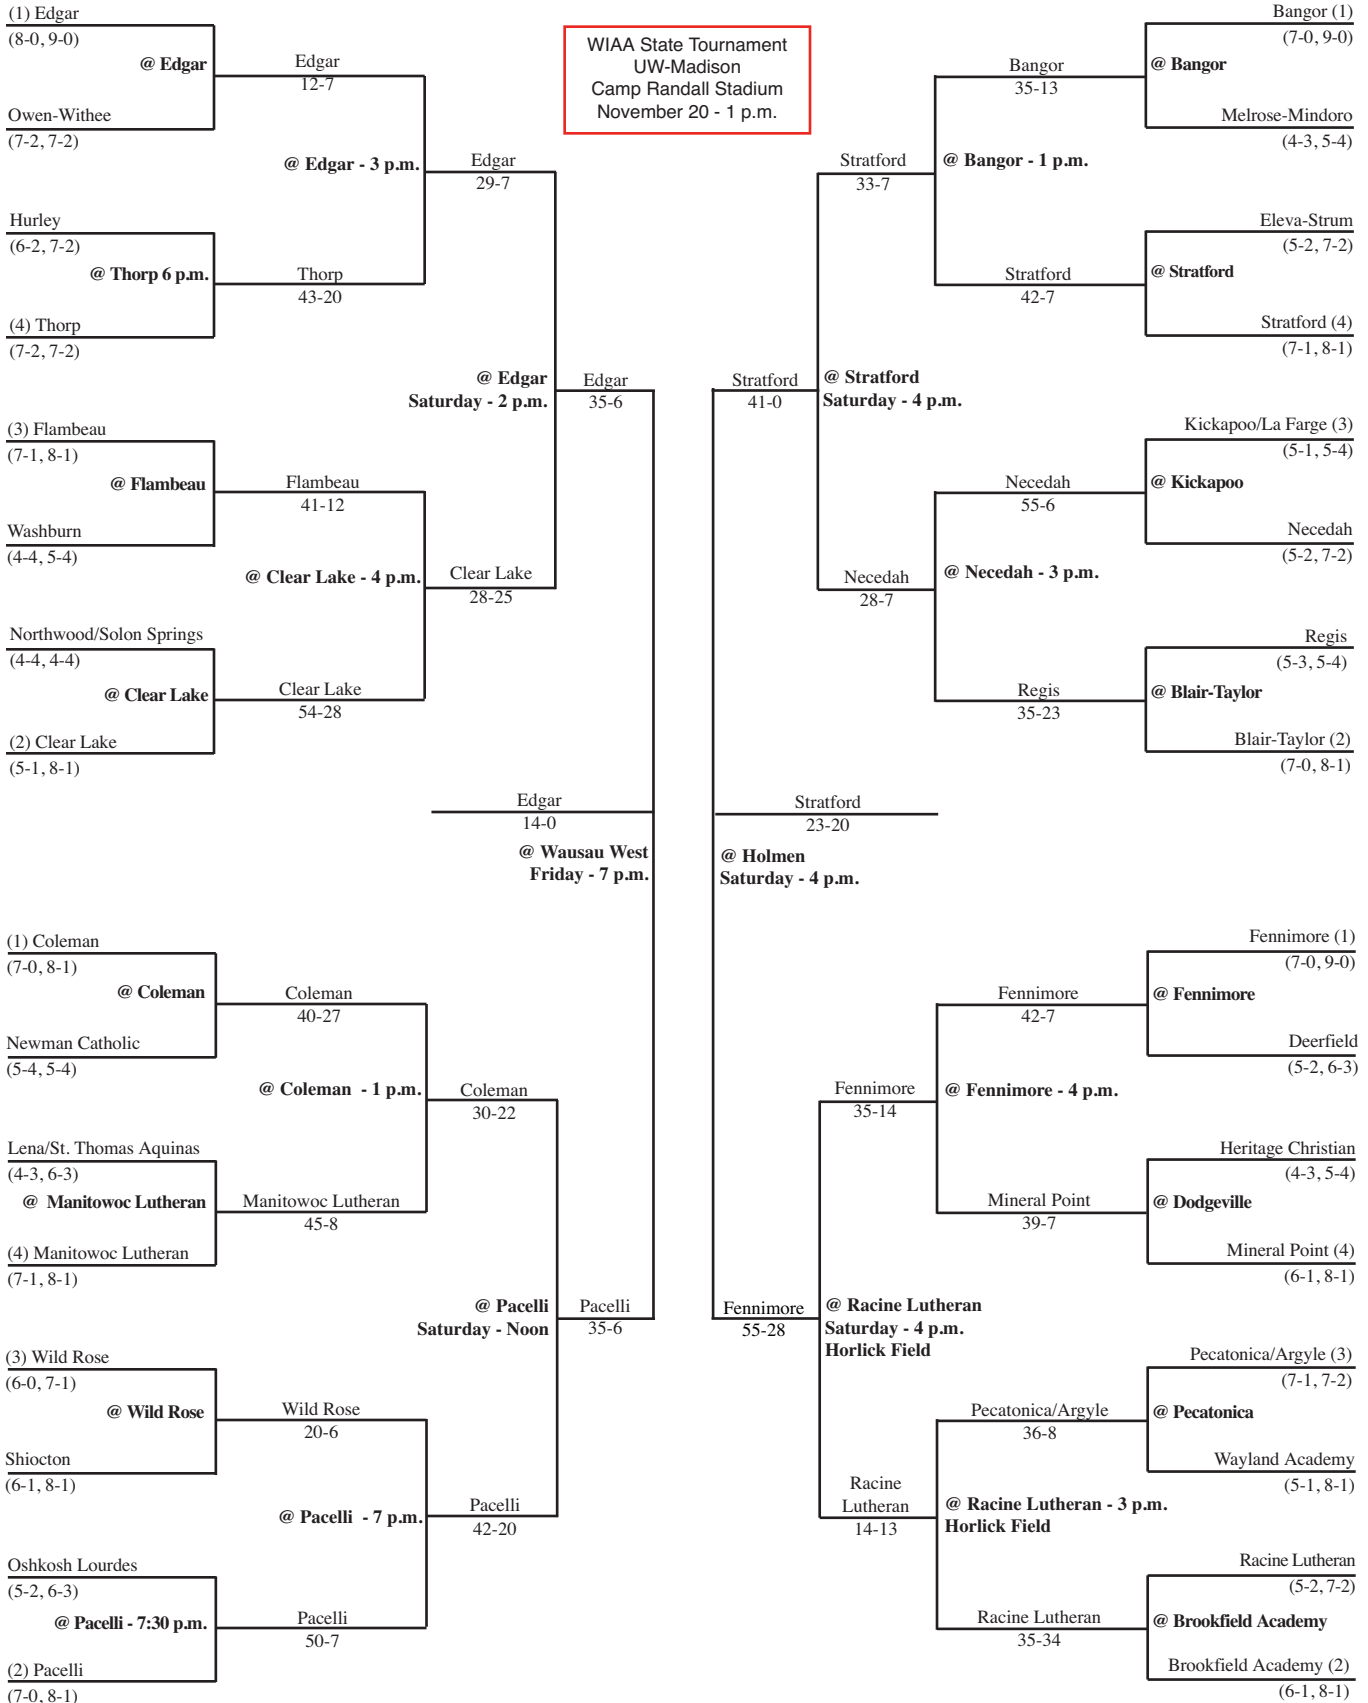 WIAA State Tournament
UW-Madison
Camp Randall Stadium
November 20 - 1 p.m.
(1) Edgar
(8-0, 9-0)
@ Edgar
Owen-Withee
(7-2, 7-2)
Edgar
12-7
@ Edgar - 3 p.m.
Hurley
(6-2, 7-2)
@ Thorp 6 p.m.
(4) Thorp
(7-2, 7-2)
Thorp
43-20
Edgar
29-7
@ Edgar
Saturday - 2 p.m.
(3) Flambeau
(7-1, 8-1)
@ Flambeau
Washburn
(4-4, 5-4)
Flambeau
41-12
@ Clear Lake - 4 p.m.
Northwood/Solon Springs
(4-4, 4-4)
@ Clear Lake
(2) Clear Lake
(5-1, 8-1)
Clear Lake
54-28
Clear Lake
28-25
Edgar
35-6
Edgar
14-0
@ Wausau West
Friday - 7 p.m.
(1) Coleman
(7-0, 8-1)
@ Coleman
Newman Catholic
(5-4, 5-4)
Coleman
40-27
@ Coleman - 1 p.m.
Lena/St. Thomas Aquinas
(4-3, 6-3)
@ Manitowoc Lutheran
(4) Manitowoc Lutheran
(7-1, 8-1)
Manitowoc Lutheran
45-8
Coleman
30-22
@ Pacelli
Saturday - Noon
(3) Wild Rose
(6-0, 7-1)
@ Wild Rose
Shiocton
(6-1, 8-1)
Wild Rose
20-6
@ Pacelli - 7 p.m.
Oshkosh Lourdes
(5-2, 6-3)
@ Pacelli - 7:30 p.m.
(2) Pacelli
(7-0, 8-1)
Pacelli
50-7
Pacelli
42-20
Pacelli
35-6
Bangor (1)
(7-0, 9-0)
@ Bangor
Melrose-Mindoro
(4-3, 5-4)
Bangor
35-13
@ Bangor - 1 p.m.
Eleva-Strum
(5-2, 7-2)
@ Stratford
Stratford (4)
(7-1, 8-1)
Stratford
42-7
Stratford
33-7
@ Stratford
Saturday - 4 p.m.
Kickapoo/La Farge (3)
(5-1, 5-4)
@ Kickapoo
Necedah
(5-2, 7-2)
Necedah
55-6
@ Necedah - 3 p.m.
Regis
(5-3, 5-4)
@ Blair-Taylor
Blair-Taylor (2)
(7-0, 8-1)
Regis
35-23
Necedah
28-7
Stratford
41-0
Stratford
23-20
@ Holmen
Saturday - 4 p.m.
Fennimore (1)
(7-0, 9-0)
@ Fennimore
Deerfield
(5-2, 6-3)
Fennimore
42-7
@ Fennimore - 4 p.m.
Heritage Christian
(4-3, 5-4)
@ Dodgeville
Mineral Point (4)
(6-1, 8-1)
Mineral Point
39-7
Fennimore
35-14
@ Racine Lutheran
Saturday - 4 p.m.
Horlick Field
Pecatonica/Argyle (3)
(7-1, 7-2)
@ Pecatonica
Wayland Academy
(5-1, 8-1)
Pecatonica/Argyle
36-8
@ Racine Lutheran - 3 p.m.
Horlick Field
Racine Lutheran
(5-2, 7-2)
@ Brookfield Academy
Brookfield Academy (2)
(6-1, 8-1)
Racine Lutheran
35-34
Racine
Lutheran
14-13
Fennimore
55-28